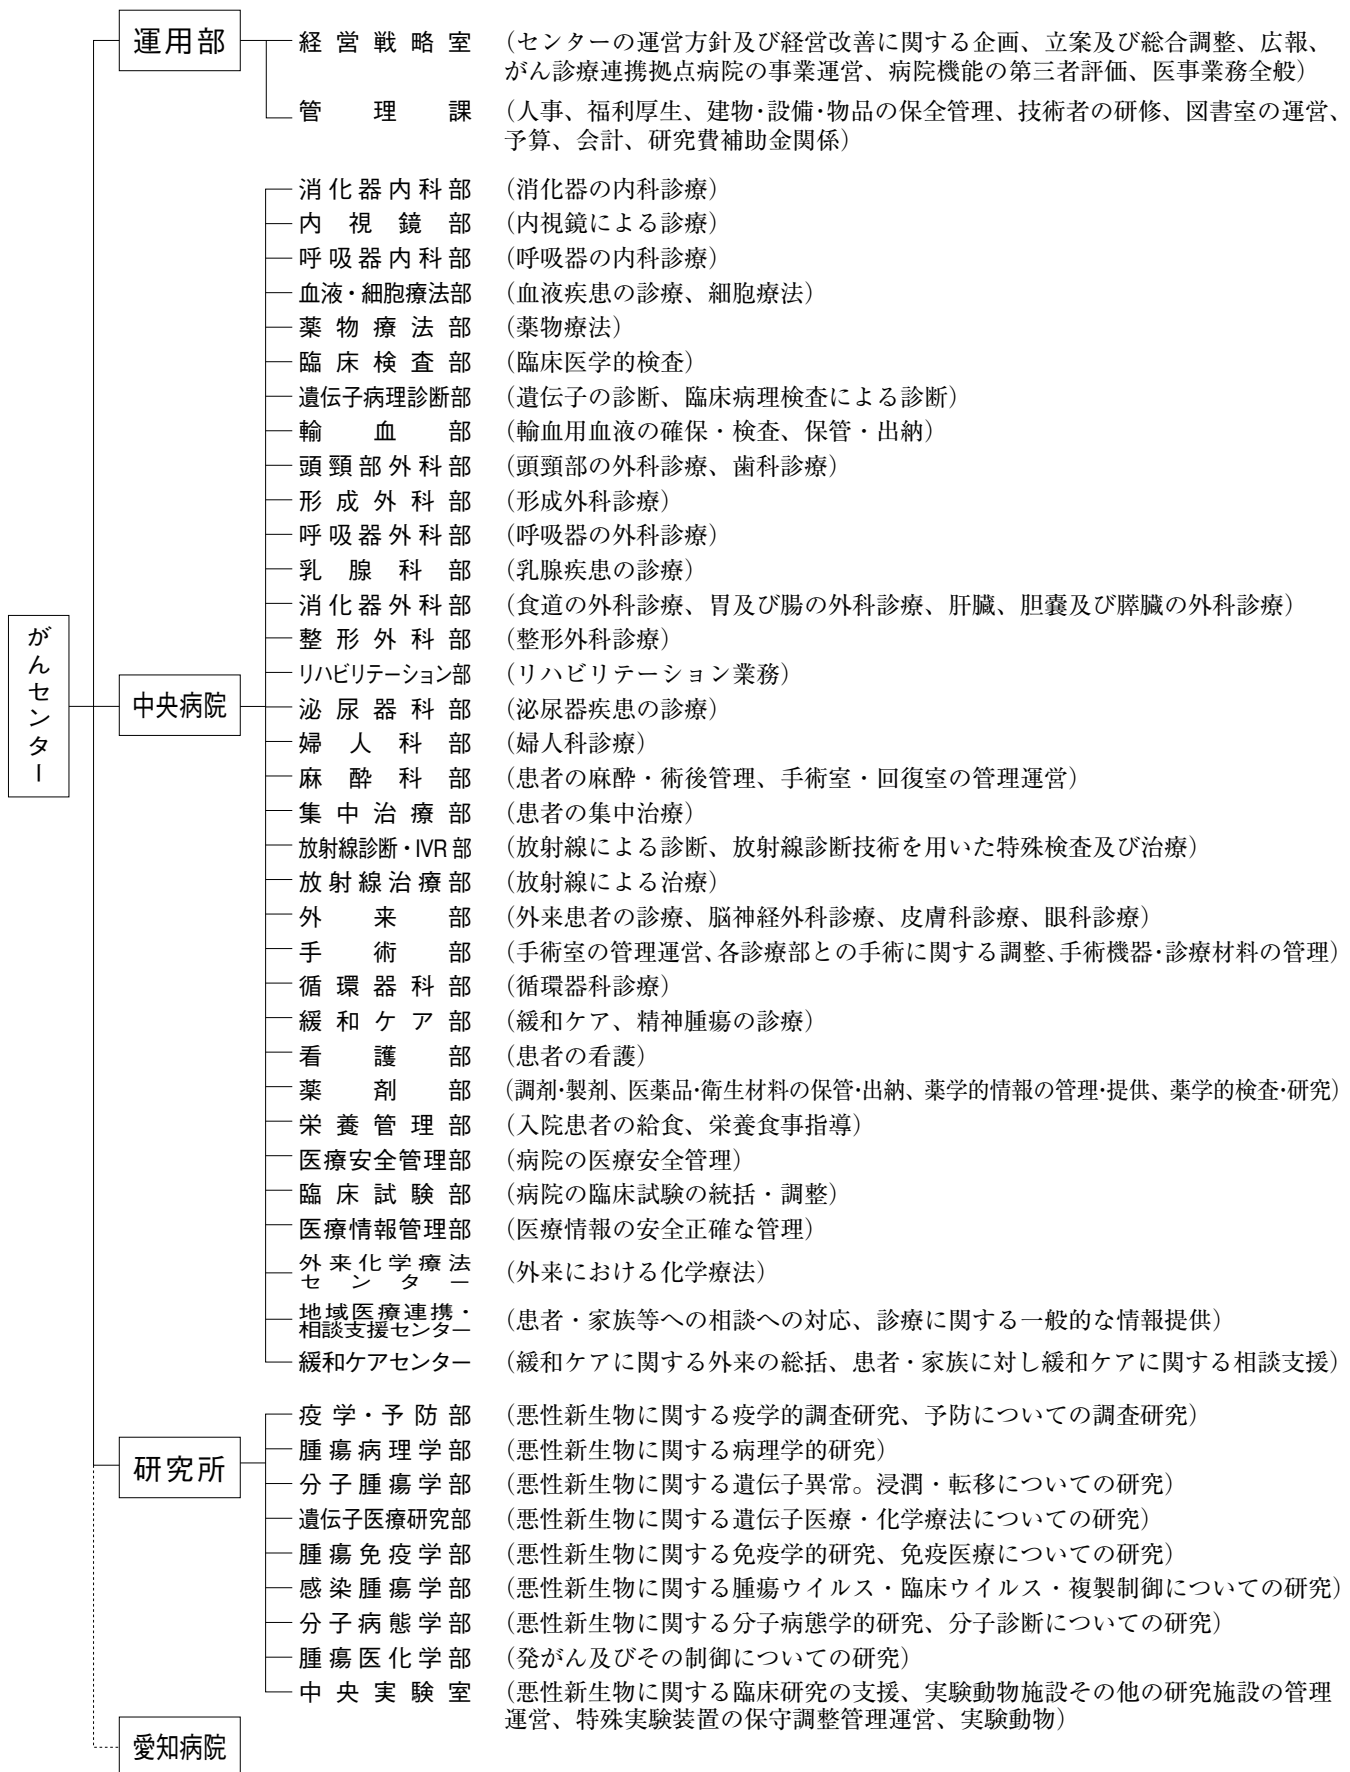 運用部
経営戦略室 (センターの運営方針及び経営改善に関する企画、立案及び総合調整、広報、
がん診療連携拠点病院の事業運営、病院機能の第三者評価、医事業務全般)
管理課 (人事、福利厚生、建物・設備・物品の保全管理、技術者の研修、図書室の運営、
予算、会計、研究費補助金関係)
消化器内科部 (消化器の内科診療)
内視鏡部 (内視鏡による診療)
呼吸器内科部 (呼吸器の内科診療)
血液・細胞療法部 (血液疾患の診療、細胞療法)
薬物療法部 (薬物療法)
臨床検査部 (臨床医学的検査)
遺伝子病理診断部 (遺伝子の診断、臨床病理検査による診断)
輸血部 (輸血用血液の確保・検査、保管・出納)
頭頸部外科部 (頭頸部の外科診療、歯科診療)
形成外科部 (形成外科診療)
呼吸器外科部 (呼吸器の外科診療)
乳腺科部 (乳腺疾患の診療)
消化器外科部 (食道の外科診療、胃及び腸の外科診療、肝臓、胆嚢及び膵臓の外科診療)
整形外科部 (整形外科診療)
リハビリテーション部 (リハビリテーション業務)
がんセンター
中央病院
泌尿器科部 (泌尿器疾患の診療)
婦人科部 (婦人科診療)
麻酔科部 (患者の麻酔・術後管理、手術室・回復室の管理運営)
集中治療部 (患者の集中治療)
放射線診断・IVR部 (放射線による診断、放射線診断技術を用いた特殊検査及び治療)
放射線治療部 (放射線による治療)
外来部 (外来患者の診療、脳神経外科診療、皮膚科診療、眼科診療)
手術部 (手術室の管理運営、各診療部との手術に関する調整、手術機器・診療材料の管理)
循環器科部 (循環器科診療)
緩和ケア部 (緩和ケア、精神腫瘍の診療)
看護部 (患者の看護)
薬剤部 (調剤・製剤、医薬品・衛生材料の保管・出納、薬学的情報の管理・提供、薬学的検査・研究)
栄養管理部 (入院患者の給食、栄養食事指導)
医療安全管理部 (病院の医療安全管理)
臨床試験部 (病院の臨床試験の統括・調整)
医療情報管理部 (医療情報の安全正確な管理)
外来化学療法
センター (外来における化学療法)
地域医療連携・
相談支援センター (患者・家族等への相談への対応、診療に関する一般的な情報提供)
緩和ケアセンター (緩和ケアに関する外来の総括、患者・家族に対し緩和ケアに関する相談支援)
研究所
疫学・予防部 (悪性新生物に関する疫学的調査研究、予防についての調査研究)
腫瘍病理学部 (悪性新生物に関する病理学的研究)
分子腫瘍学部 (悪性新生物に関する遺伝子異常。浸潤・転移についての研究)
遺伝子医療研究部 (悪性新生物に関する遺伝子医療・化学療法についての研究)
腫瘍免疫学部 (悪性新生物に関する免疫学的研究、免疫医療についての研究)
感染腫瘍学部 (悪性新生物に関する腫瘍ウイルス・臨床ウイルス・複製制御についての研究)
分子病態学部 (悪性新生物に関する分子病態学的研究、分子診断についての研究)
腫瘍医化学部 (発がん及びその制御についての研究)
中央実験室 (悪性新生物に関する臨床研究の支援、実験動物施設その他の研究施設の管理
運営、特殊実験装置の保守調整管理運営、実験動物)
愛知病院